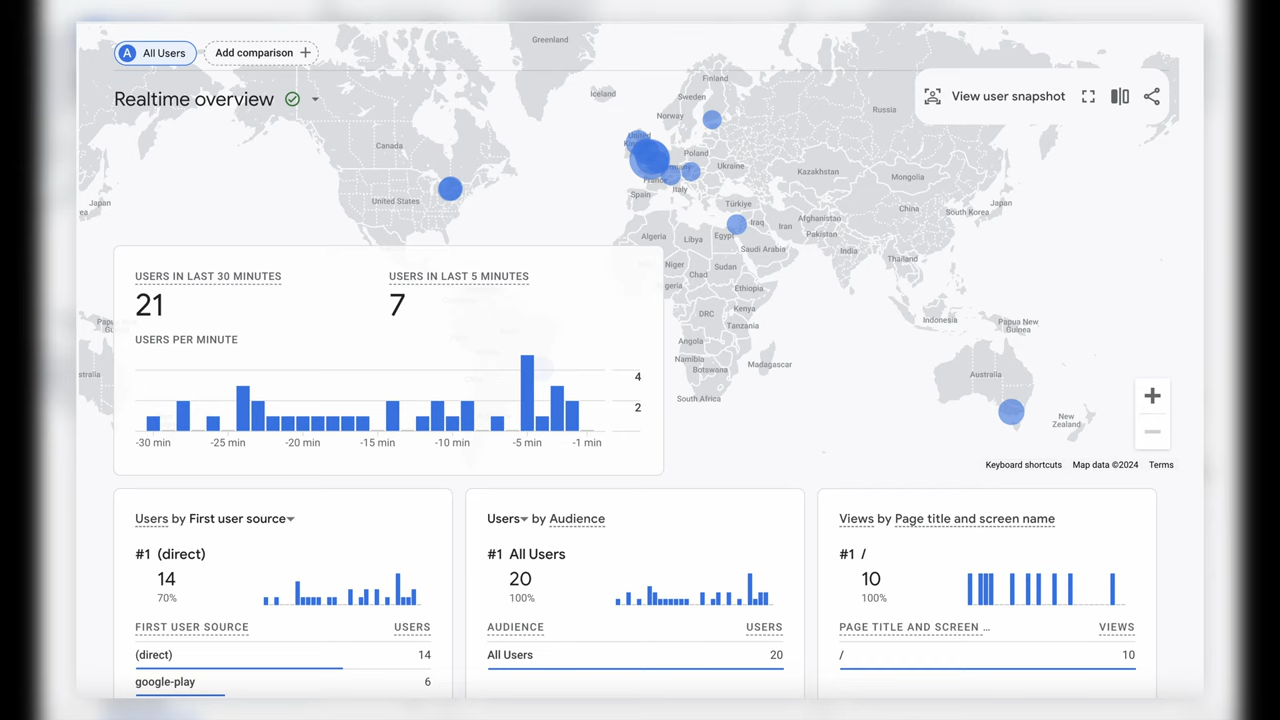 A All Users
Add comparison +
Realtime overview
View user snapshot
Greenland
Iceland
Finland
Sweden
Norway
Russia
United
Canada
Poland
Ukraine
Kazakhstan
Mongolia
France
Italy
Spain
United States
Japan
ea
Türkiye
Iraq
Iran
Afghanistan
Pakistan
China
South Korea
Japan
Algeria
Libya
Egypt
Saudi Arabia
India
Thailand
Niger
Chad
Sudan
geria
Ethiopia
DRC
Kenya
Tanzania
Indonesia
Papua New
Guinea
Angola
Namibia
Botswana
Madagascar
South Africa
Australia
stralia
New
Zealand
USERS IN LAST 30 MINUTES
21
USERS IN LAST 5 MINUTES
7
USERS PER MINUTE
4
2
-30 min -25 min -20 min -15 min -10 min -5 min -1 min
+
−
Keyboard shortcuts Map data ©2024 Terms
Users by First user source
#1 (direct)
14
70%
FIRST USER SOURCE USERS
(direct) 14
google-play 6
Users by Audience
#1 All Users
20
100%
AUDIENCE USERS
All Users 20
Views by Page title and screen name
#1 /
10
100%
PAGE TITLE AND SCREEN … VIEWS
/ 10